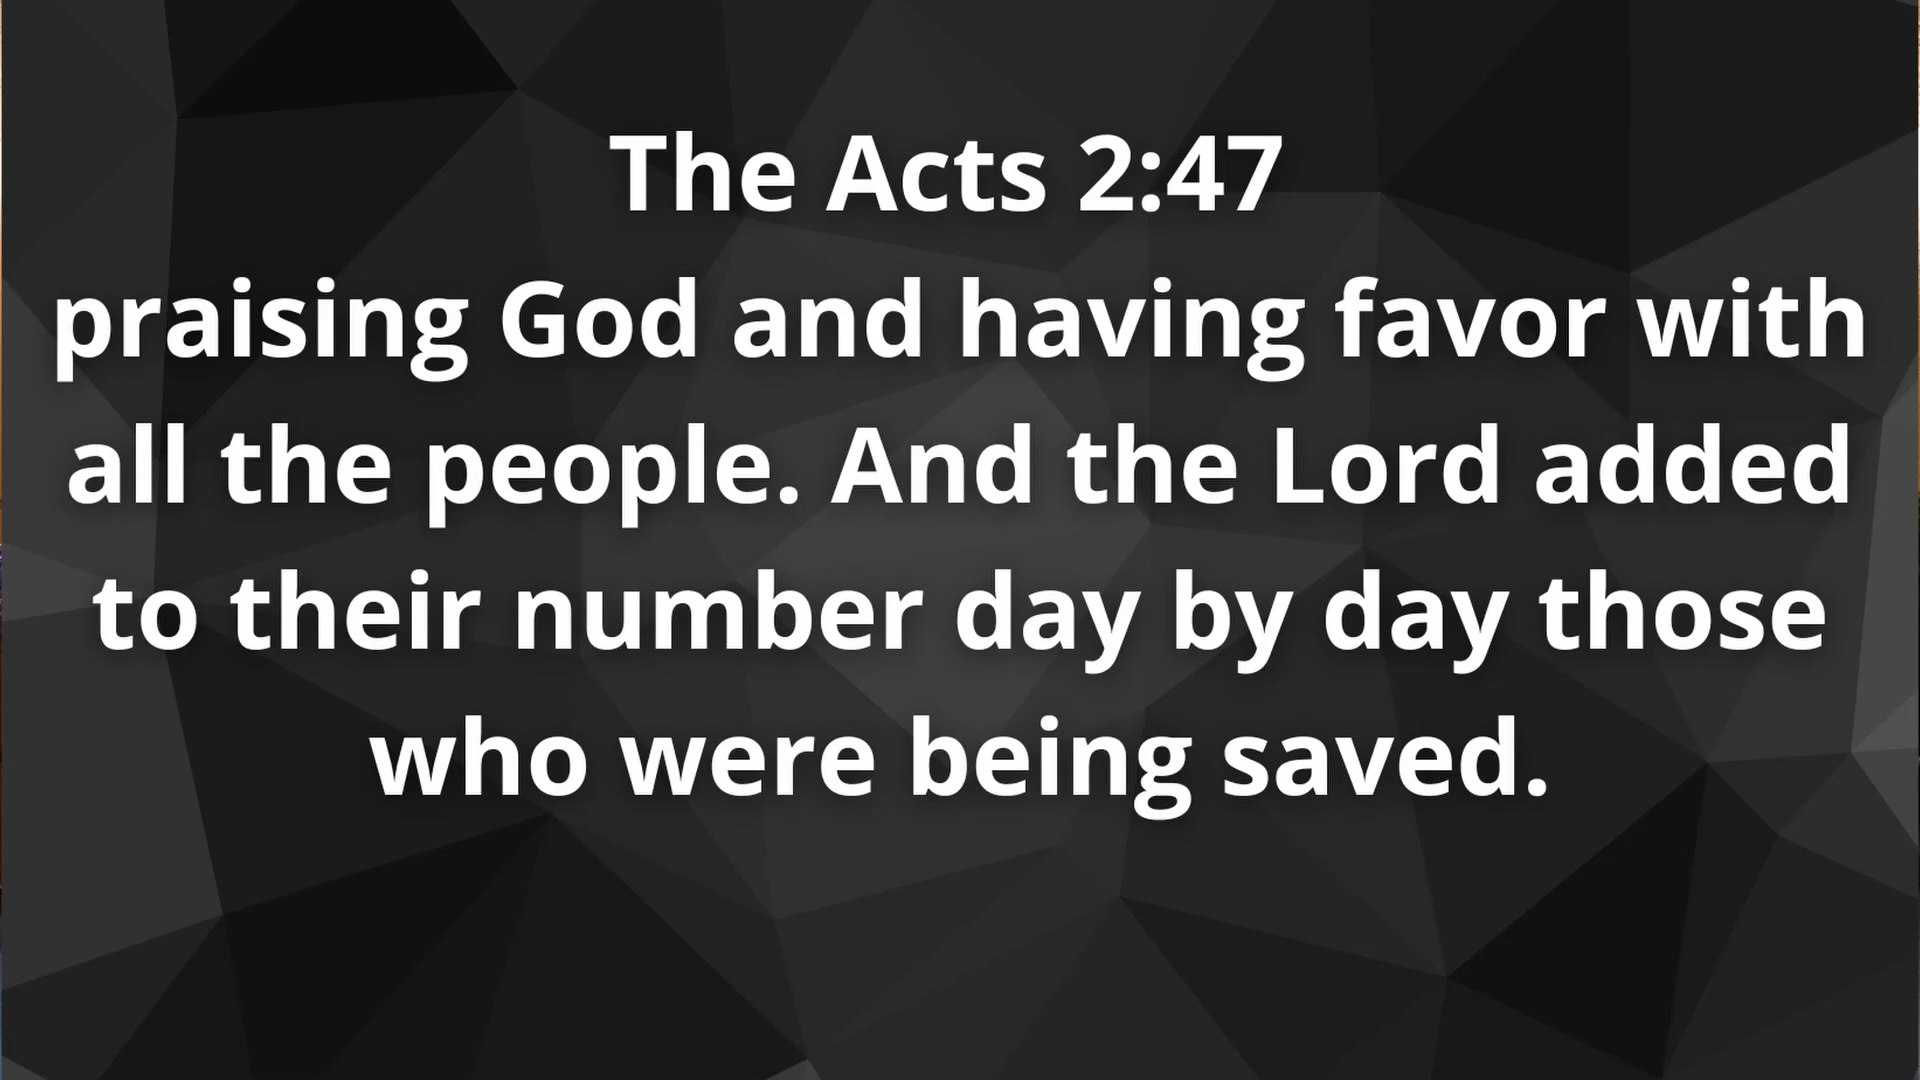 The Acts 2:47
praising God and having favor with
all the people. And the Lord added
to their number day by day those
who were being saved.